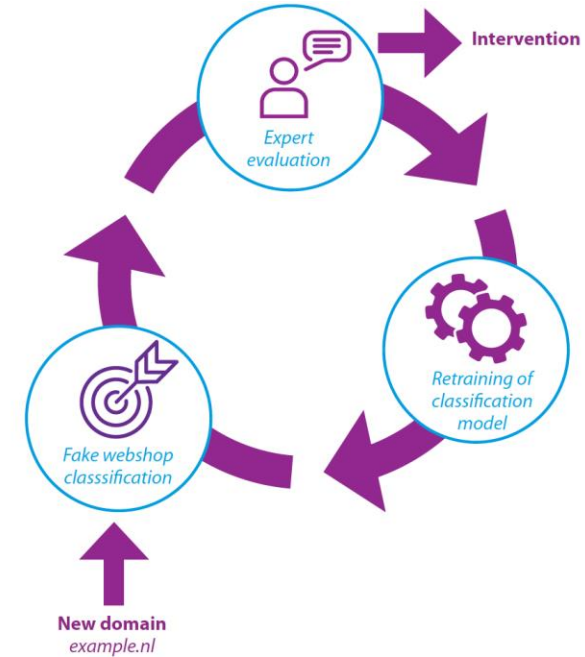 Intervention
Expert
evaluation
Retraining of
classification
model
Fake webshop
classsification
New domain
example.nl